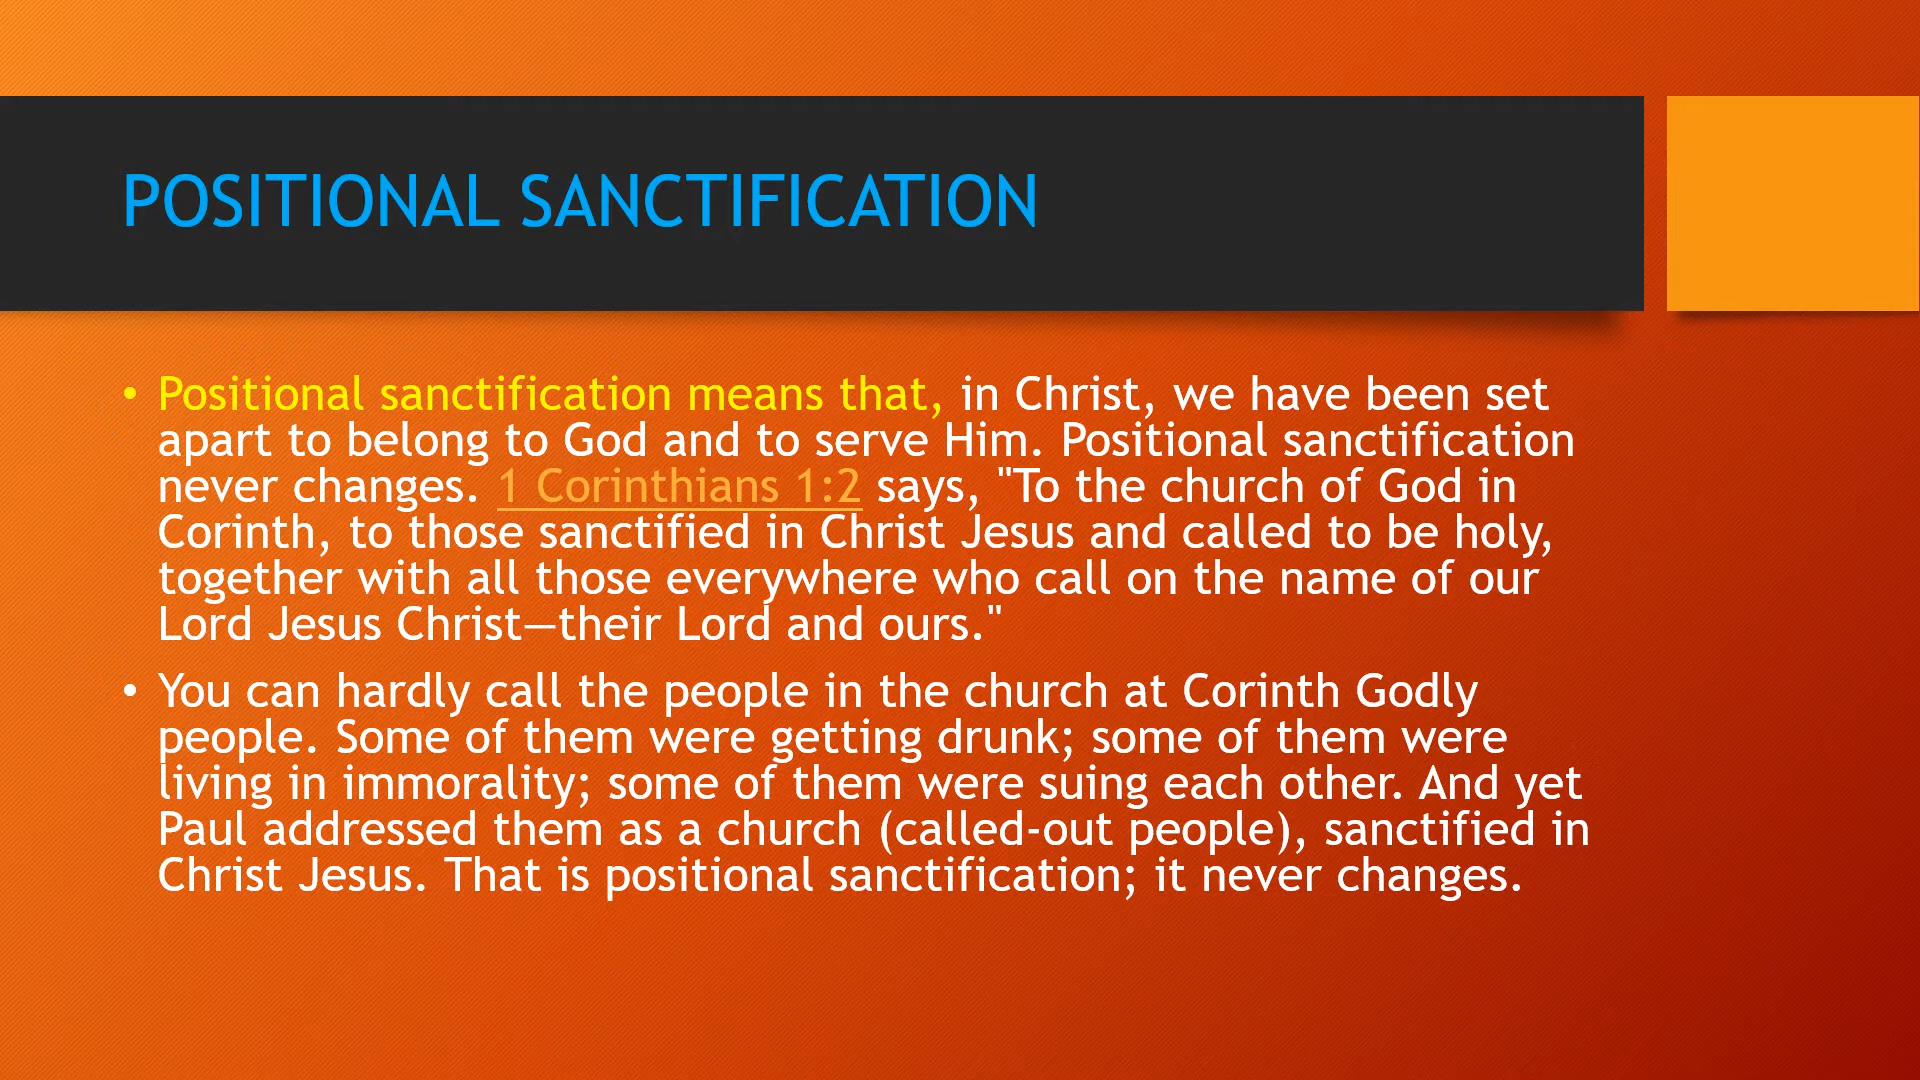 POSITIONAL SANCTIFICATION
• Positional sanctification means that, in Christ, we have been set
apart to belong to God and to serve Him. Positional sanctification
never changes. 1 Corinthians 1:2 says, "To the church of God in
Corinth, to those sanctified in Christ Jesus and called to be holy,
together with all those everywhere who call on the name of our
Lord Jesus Christ—their Lord and ours."
• You can hardly call the people in the church at Corinth Godly
people. Some of them were getting drunk; some of them were
living in immorality; some of them were suing each other. And yet
Paul addressed them as a church (called-out people), sanctified in
Christ Jesus. That is positional sanctification; it never changes.